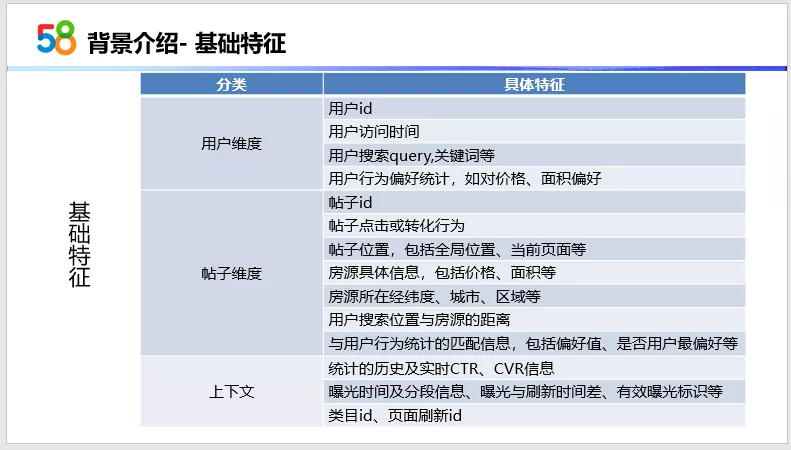 58 背景介绍- 基础特征
分类 具体特征
基础特征
用户维度
用户id
用户访问时间
用户搜索query,关键词等
用户行为偏好统计，如对价格、面积偏好
帖子维度
帖子id
帖子点击或转化行为
帖子位置，包括全局位置、当前页面等
房源具体信息，包括价格、面积等
房源所在经纬度、城市、区域等
用户搜索位置与房源的距离
与用户行为统计的匹配信息，包括偏好值、是否用户最偏好等
上下文
统计的历史及实时CTR、CVR信息
曝光时间及分段信息、曝光与刷新时间差、有效曝光标识等
类目id、页面刷新id